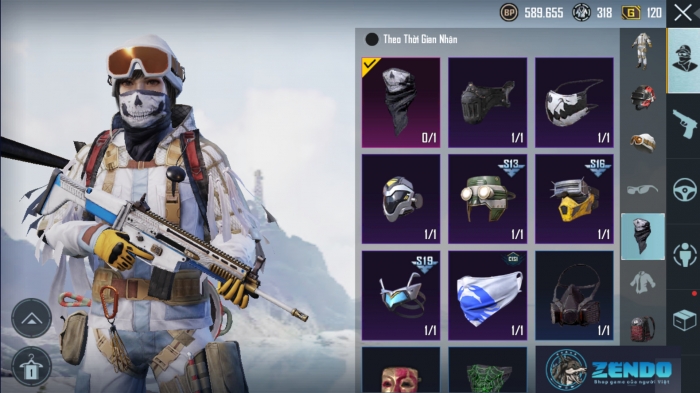 BP 589.655 318 G 120
Theo Thời Gian Nhận
0/1 1/1 1/1
S13 S16
1/1 1/1 1/1
S19
1/1 1/1 1/1
ZENDO
Shop game của người Việt